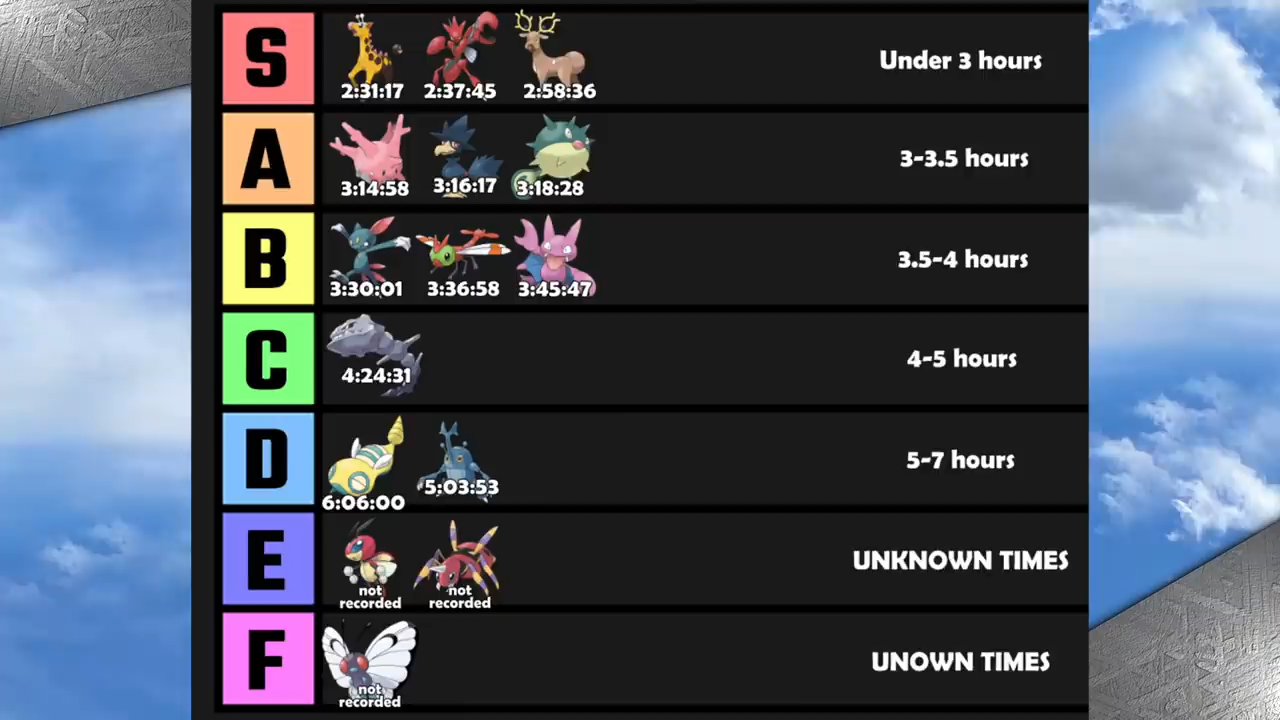 S
2:31:17 2:37:45 2:58:36
Under 3 hours
A
3:14:58 3:16:17 3:18:28
3-3.5 hours
B
3:30:01 3:36:58 3:45:47
3.5-4 hours
C
4:24:31
4-5 hours
D
6:06:00 5:03:53
5-7 hours
E
not recorded
not recorded
UNKNOWN TIMES
F
not recorded
UNOWN TIMES